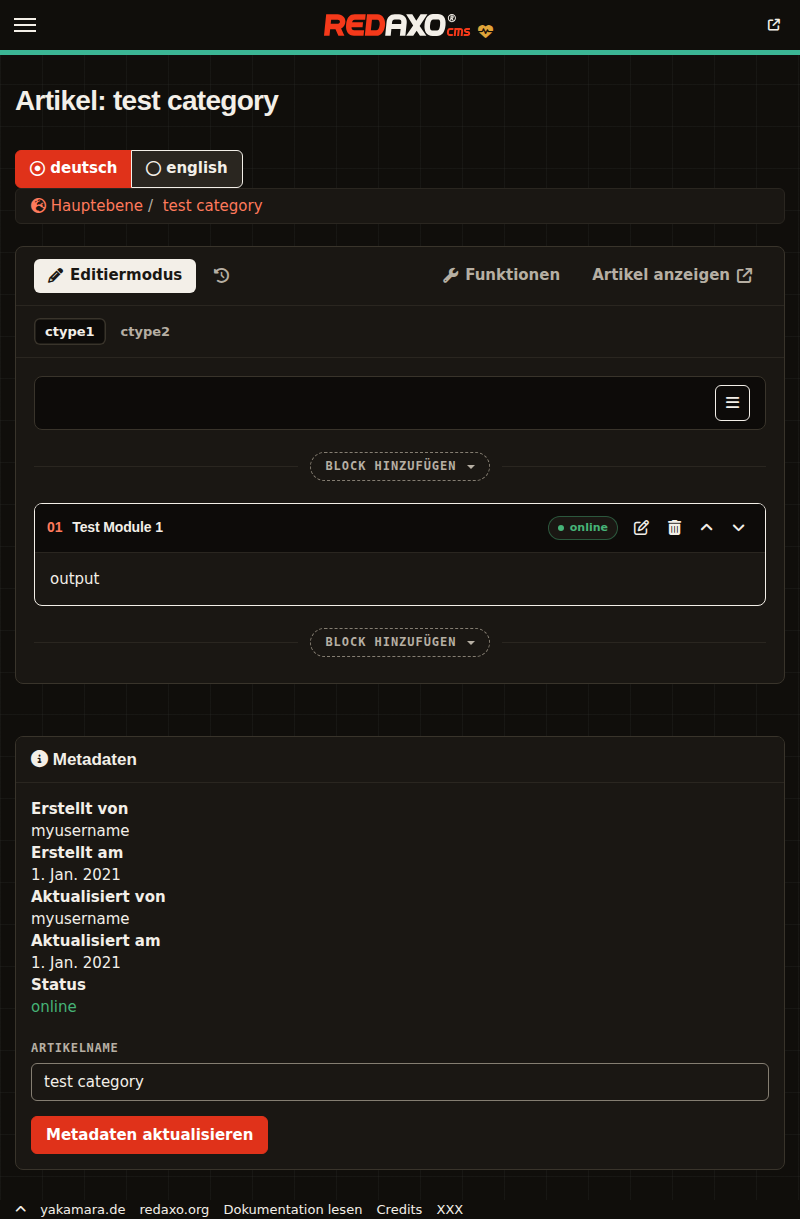 REDAXO® cms
Artikel: test category
deutsch english
Hauptebene / test category
Editiermodus Funktionen Artikel anzeigen
ctype1 ctype2
BLOCK HINZUFÜGEN
01 Test Module 1 online
output
BLOCK HINZUFÜGEN
Metadaten
Erstellt von
myusername
Erstellt am
1. Jan. 2021
Aktualisiert von
myusername
Aktualisiert am
1. Jan. 2021
Status
online
ARTIKELNAME
test category
Metadaten aktualisieren
yakamara.de redaxo.org Dokumentation lesen Credits XXX